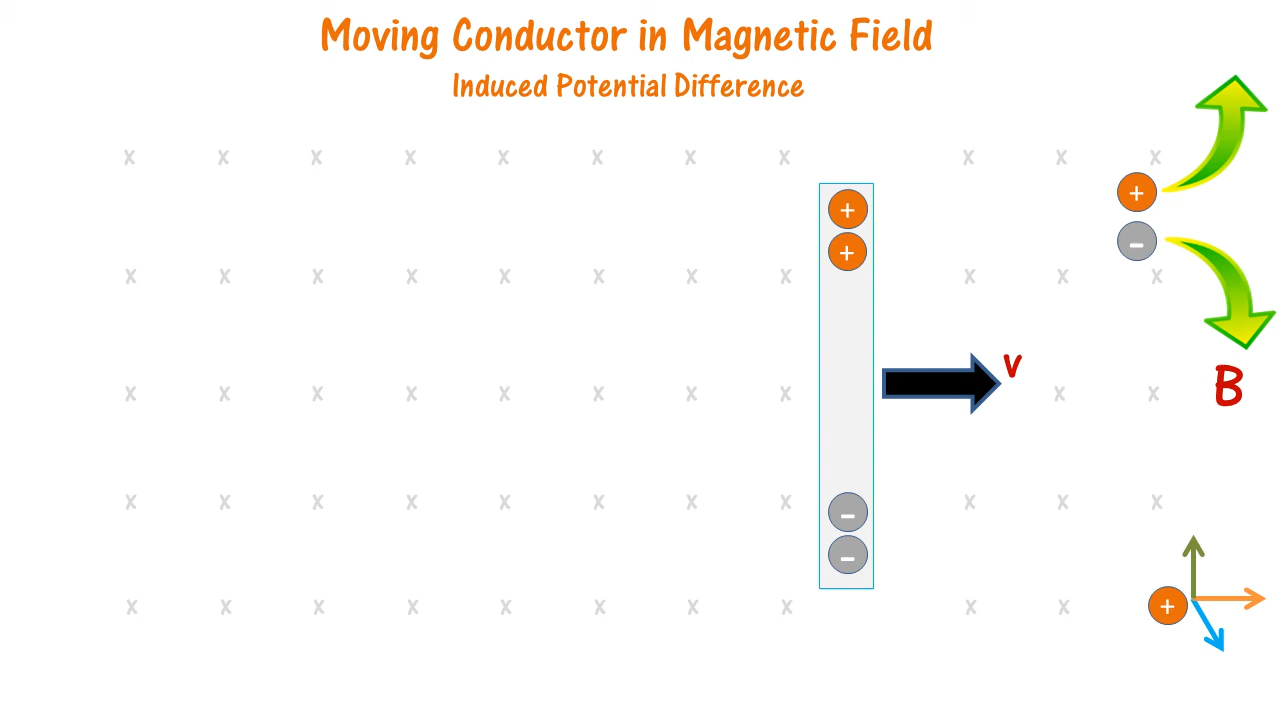 Moving Conductor in Magnetic Field
Induced Potential Difference
x x x x x x x x x x x
+
+
-
+
+
x x x x x x x x x x x
v
B
x x x x x x x x x x
x x x x x x x x x x x
-
-
x x x x x x x x x x
+